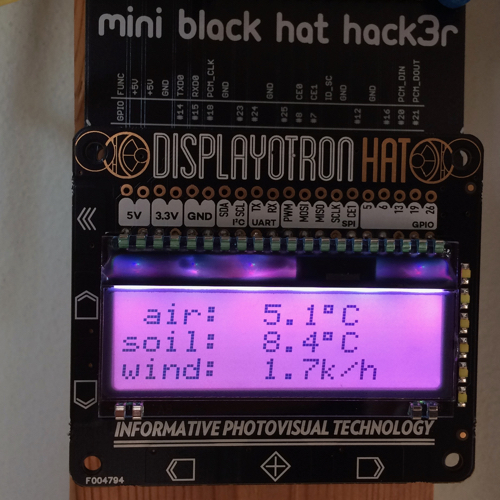 mini black hat hack3r
GPIO FUNC
+5V
+5V
GND
#14 TXD0
#15 RXD0
#18 PCM_CLK
GND
#23
#24
GND
#25
#8 CE0
#7 CE1
ID_SC
GND
#12
GND
#16
#20 PCM_DIN
#21 PCM_DOUT
DISPLAYOTRON HAT
5V 3.3V GND SDA SCL TX RX PWM MOSI MISO SCLK CE1 5 6 13 19 26
I²C UART SPI GPIO
air: 5.1°C
soil: 8.4°C
wind: 1.7k/h
INFORMATIVE PHOTOVISUAL TECHNOLOGY
F004794